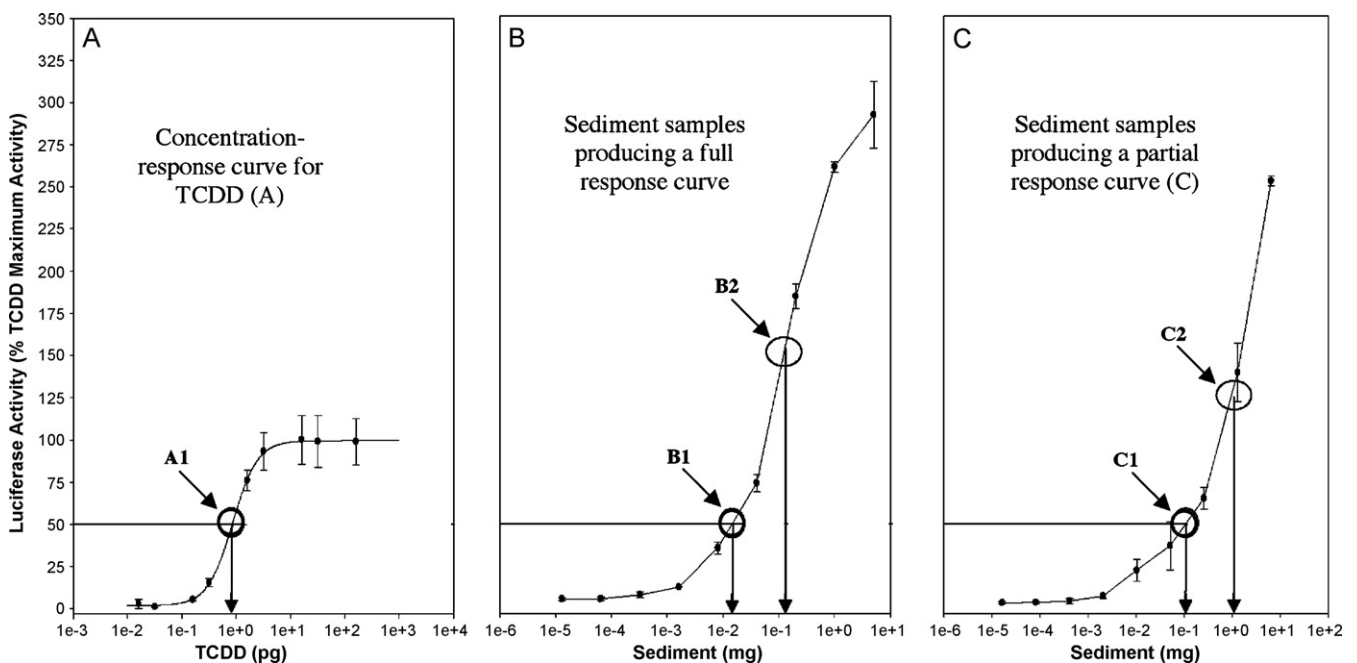 Luciferase Activity (% TCDD Maximum Activity)
350
325
300
275
250
225
200
175
150
125
100
75
50
25
0
A
Concentration-
response curve for
TCDD (A)
A1
1e-3 1e-2 1e-1 1e+0 1e+1 1e+2 1e+3 1e+4
TCDD (pg)
B
Sediment samples
producing a full
response curve
B2
B1
1e-6 1e-5 1e-4 1e-3 1e-2 1e-1 1e+0 1e+1
Sediment (mg)
C
Sediment samples
producing a partial
response curve (C)
C2
C1
1e-6 1e-5 1e-4 1e-3 1e-2 1e-1 1e+0 1e+1 1e+2
Sediment (mg)